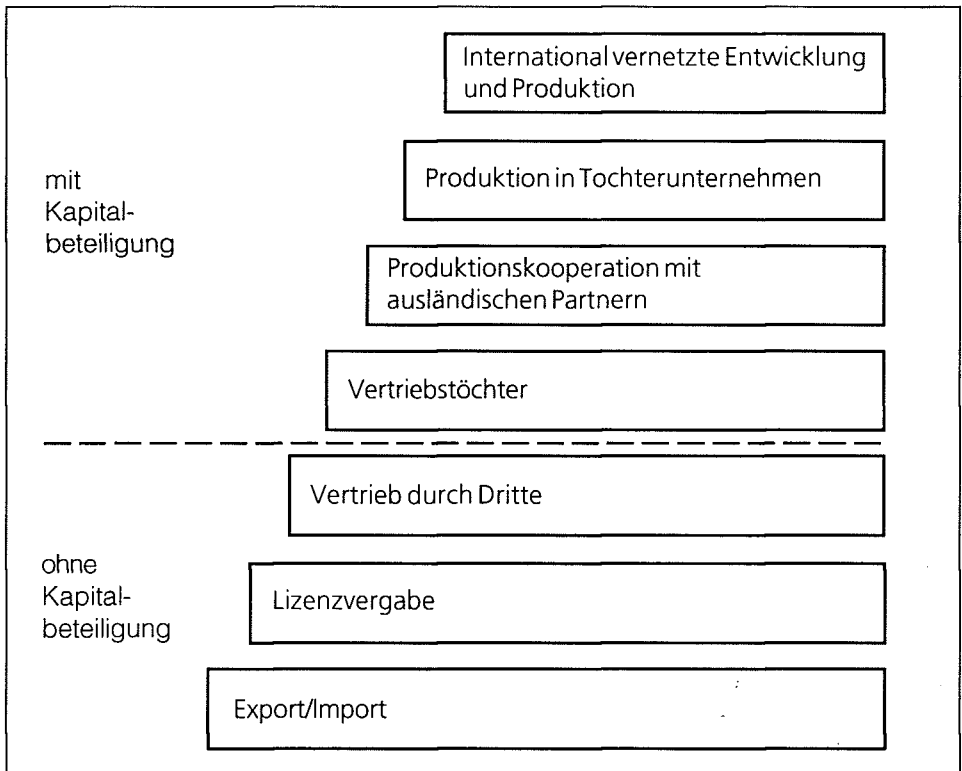 International vernetzte Entwicklung
und Produktion
mit
Kapital-
beteiligung
Produktion in Tochterunternehmen
Produktionskooperation mit
ausländischen Partnern
Vertriebstöchter
Vertrieb durch Dritte
ohne
Kapital-
beteiligung
Lizenzvergabe
Export/Import